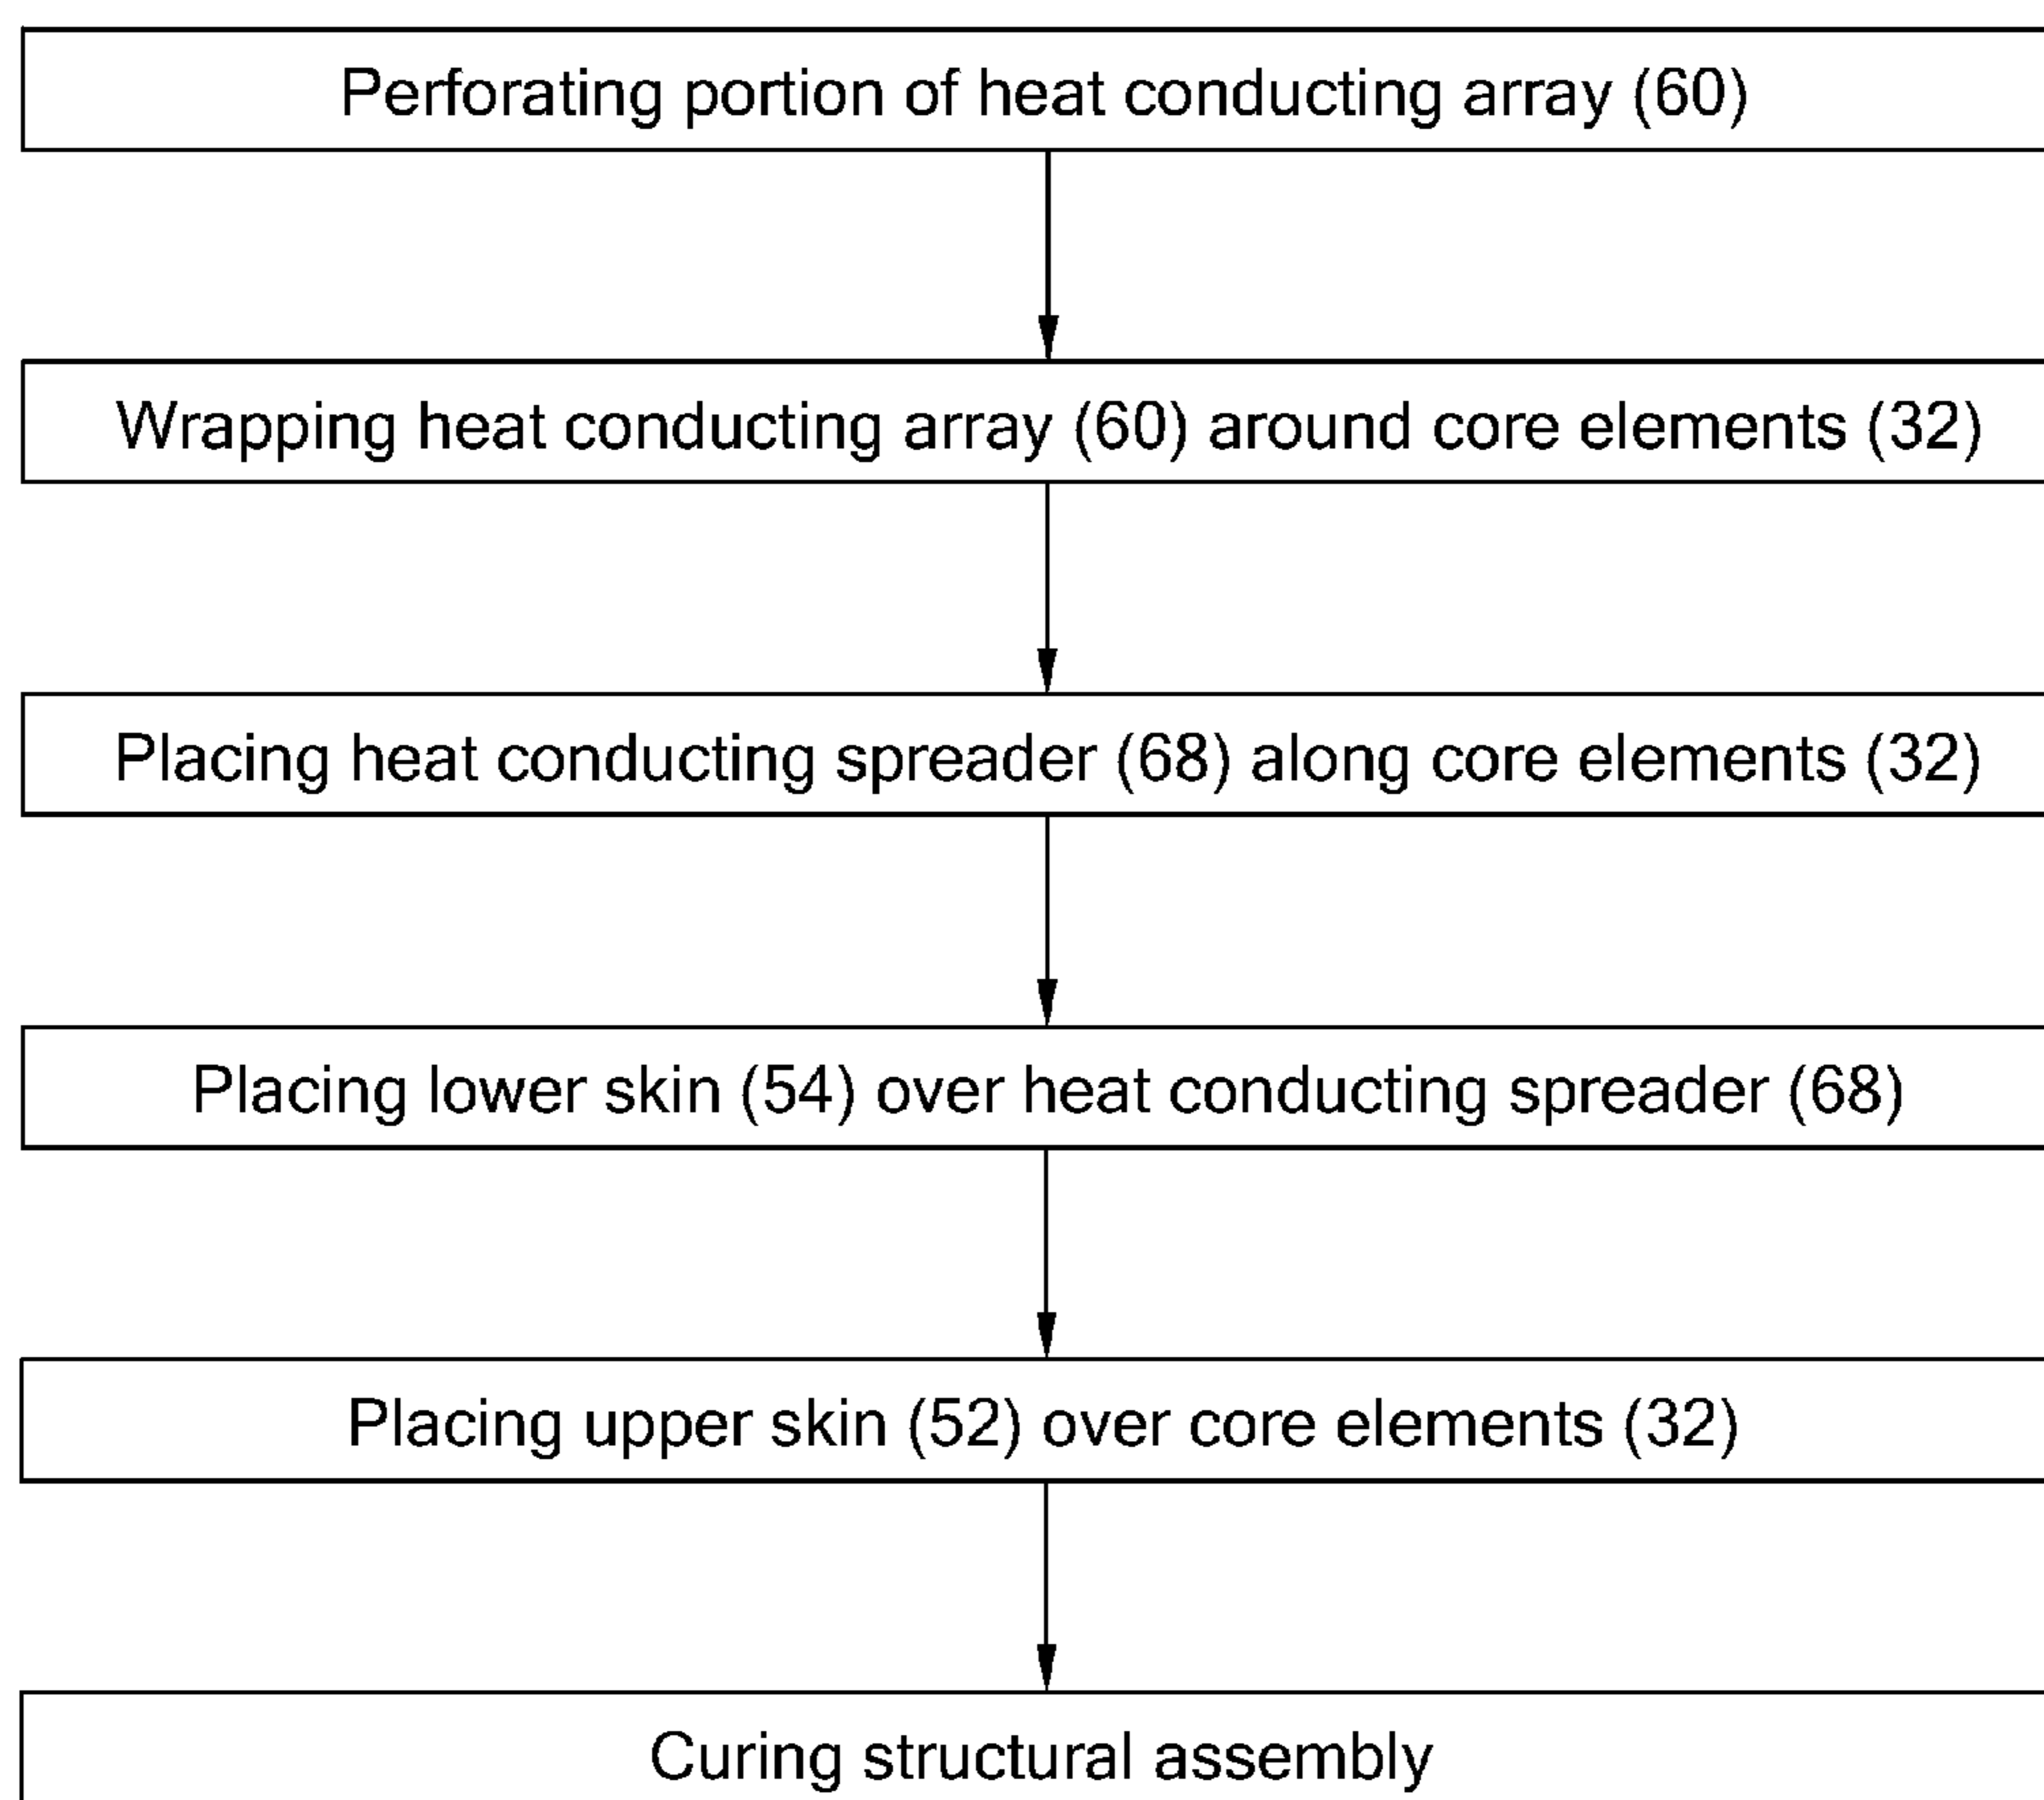 Perforating portion of heat conducting array (60)
Wrapping heat conducting array (60) around core elements (32)
Placing heat conducting spreader (68) along core elements (32)
Placing lower skin (54) over heat conducting spreader (68)
Placing upper skin (52) over core elements (32)
Curing structural assembly